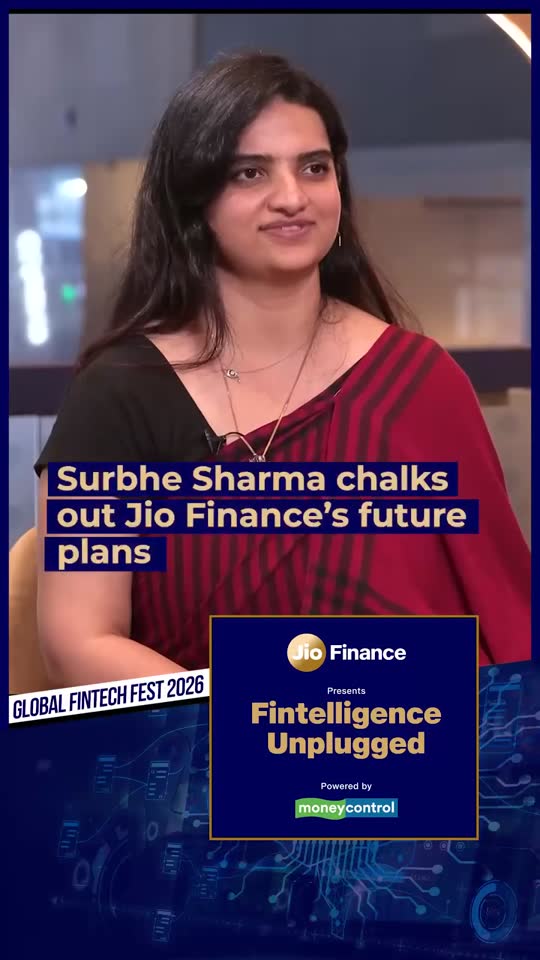 Surbhe Sharma chalks
out Jio Finance’s future
plans
GLOBAL FINTECH FEST 2026
Jio Finance
Presents
Fintelligence
Unplugged
Powered by
moneycontrol